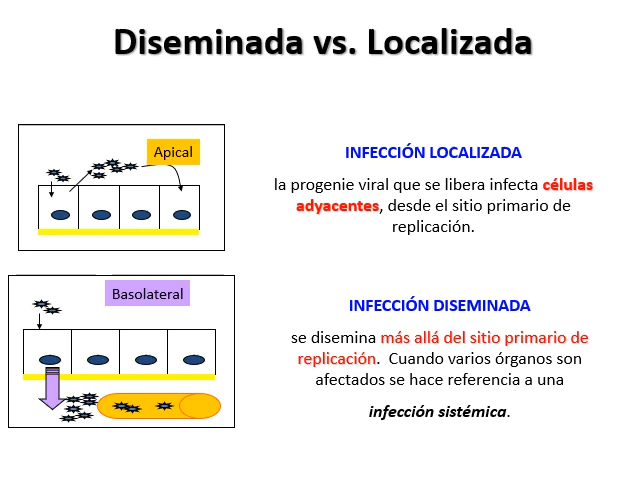 Diseminada vs. Localizada
Apical
INFECCIÓN LOCALIZADA
la progenie viral que se libera infecta células
adyacentes, desde el sitio primario de
replicación.
Basolateral
INFECCIÓN DISEMINADA
se disemina más allá del sitio primario de
replicación. Cuando varios órganos son
afectados se hace referencia a una
infección sistémica.